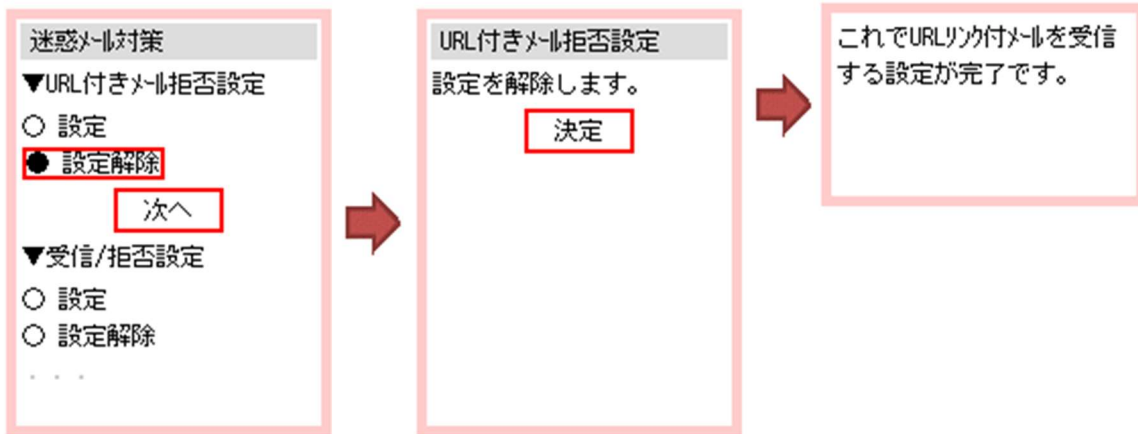 迷惑ﾒｰﾙ対策
▼URL付きﾒｰﾙ拒否設定
○ 設定
● 設定解除
次へ
▼受信/拒否設定
○ 設定
○ 設定解除
・・・
URL付きメール拒否設定
設定を解除します。
決定
これでURLﾘﾝｸ付ﾒｰﾙを受信
する設定が完了です。